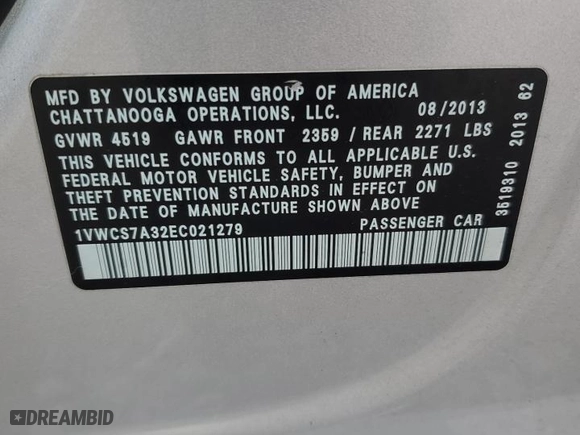 MFD BY VOLKSWAGEN GROUP OF AMERICA
CHATTANOOGA OPERATIONS, LLC. 08/2013
GVWR 4519 GAWR FRONT 2359 / REAR 2271 LBS
THIS VEHICLE CONFORMS TO ALL APPLICABLE U.S.
FEDERAL MOTOR VEHICLE SAFETY, BUMPER AND
THEFT PREVENTION STANDARDS IN EFFECT ON
THE DATE OF MANUFACTURE SHOWN ABOVE
1VWCS7A32EC021279 PASSENGER CAR
3519310 2013 62
DREAMBID